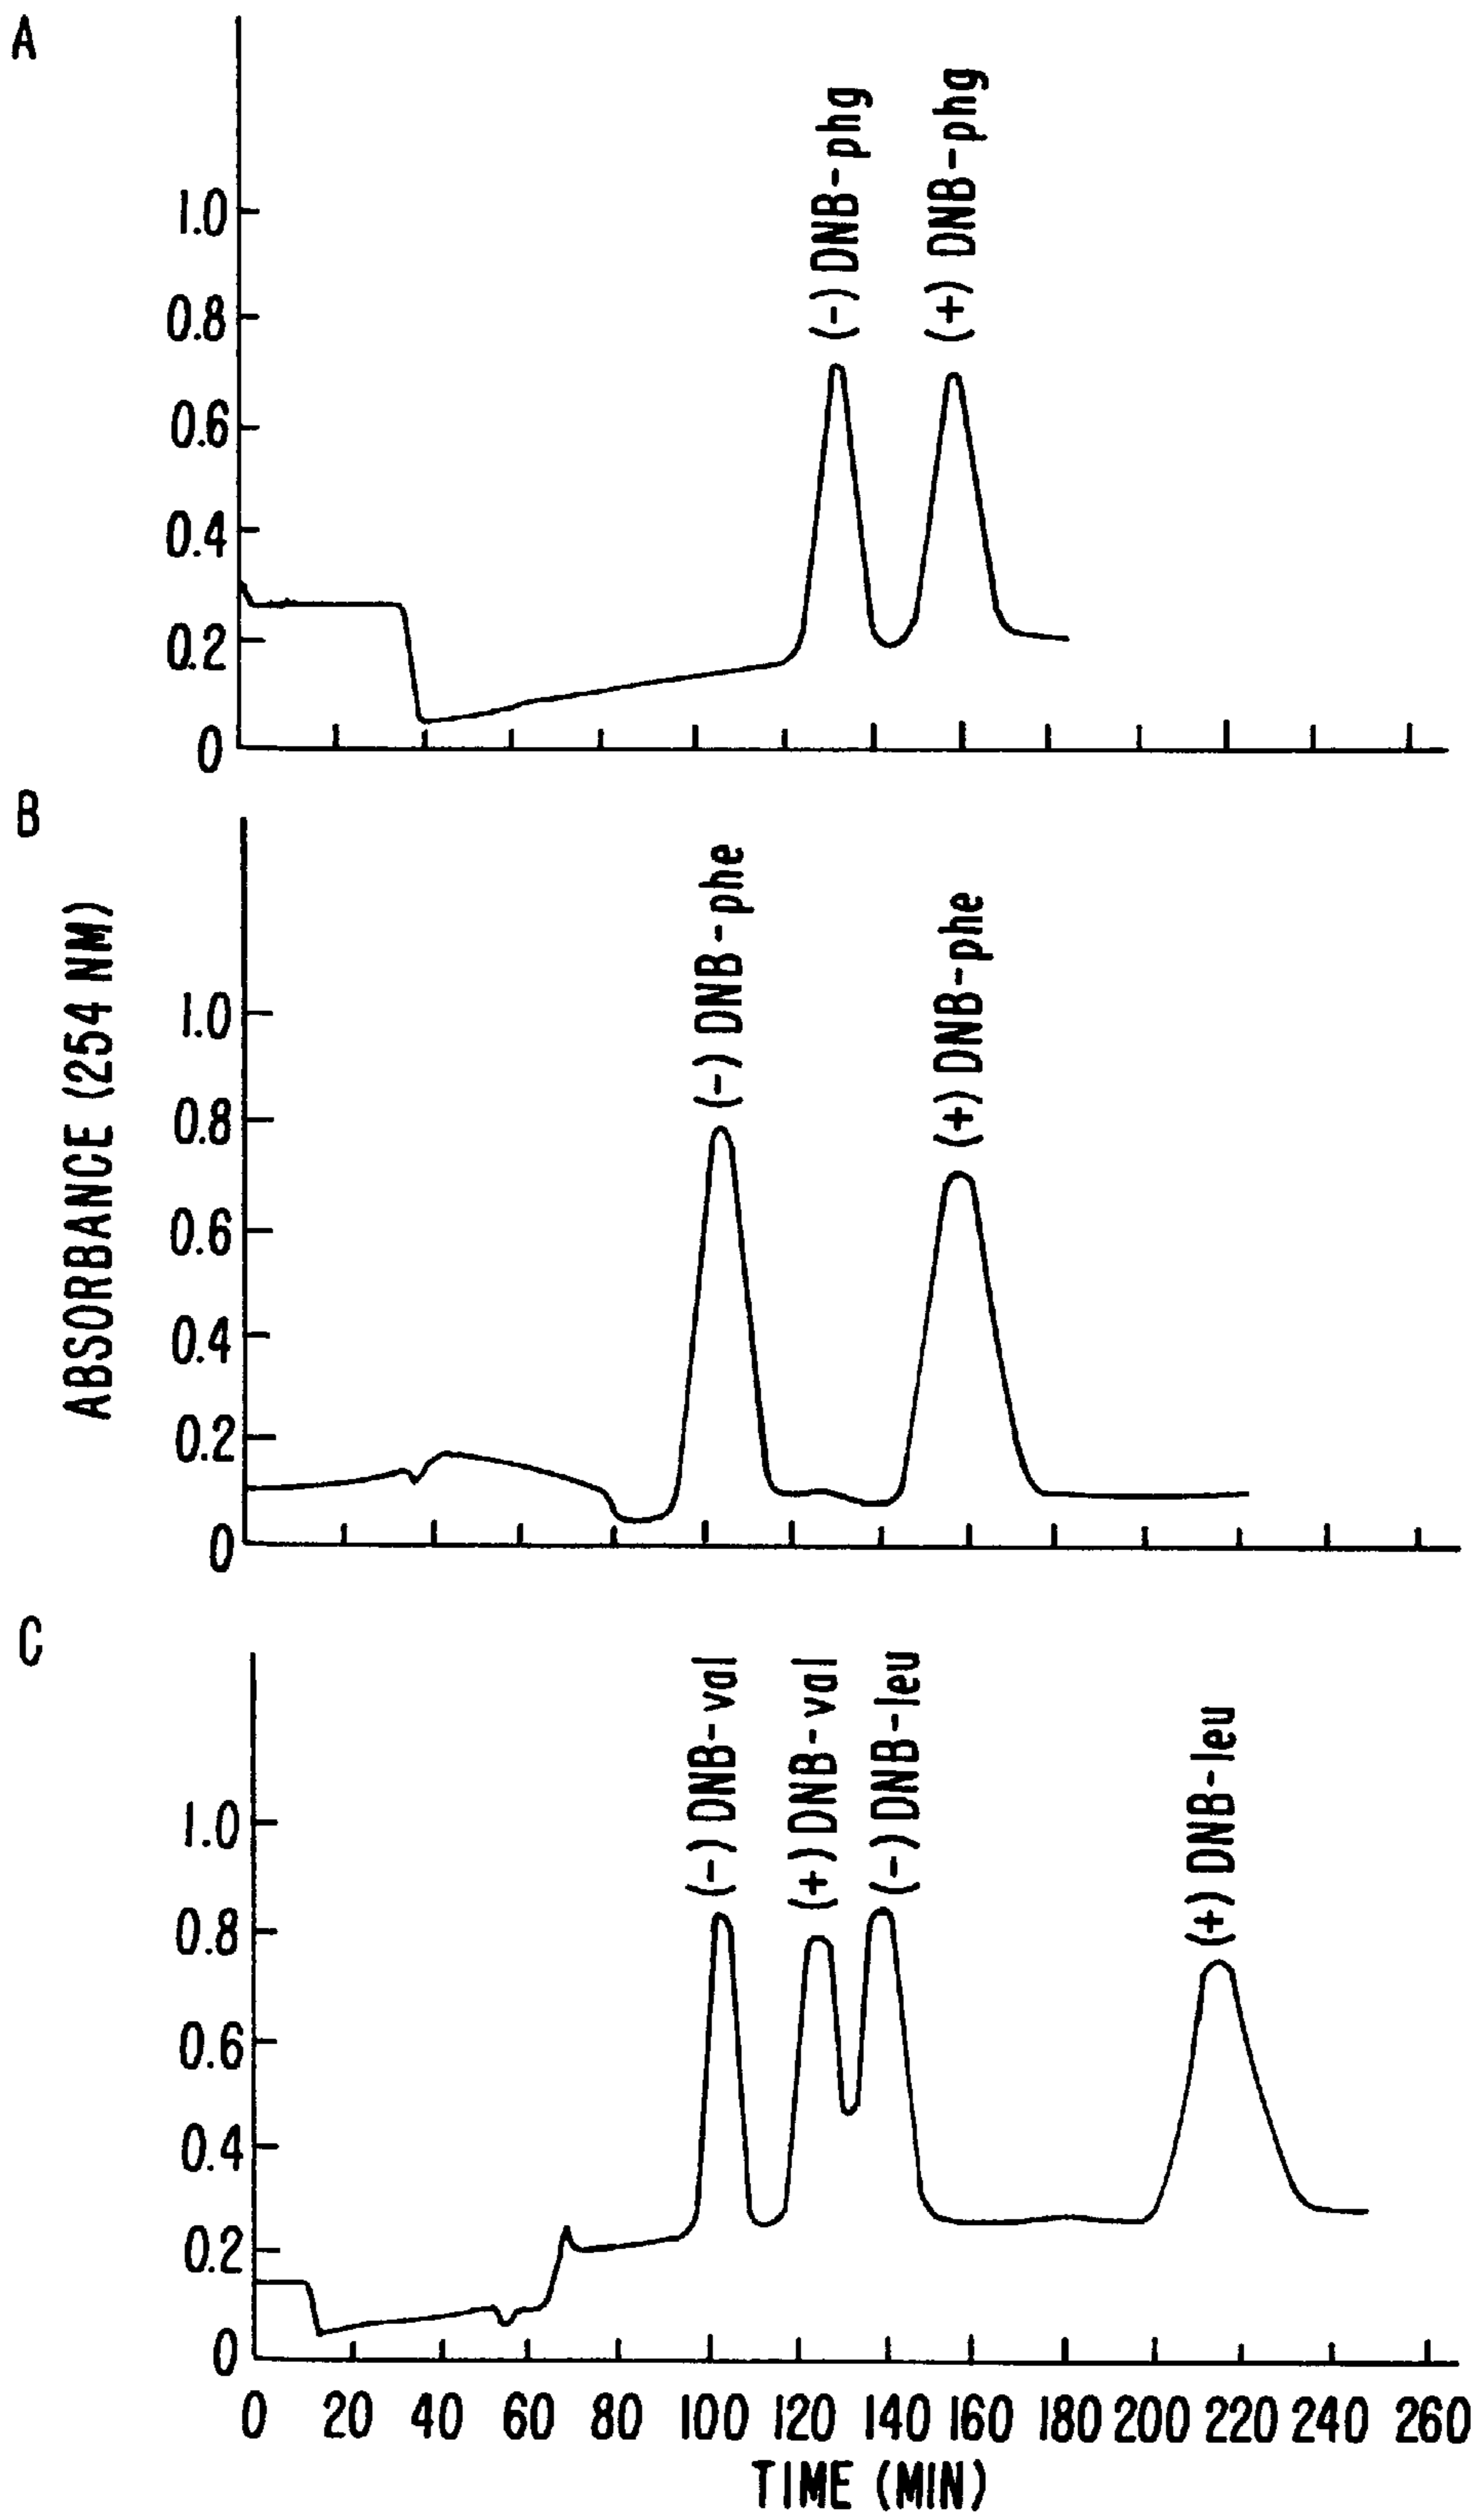 A
(-) DNB-phg
(+) DNB-phg
1.0
0.8
0.6
0.4
0.2
0
B
(-) DNB-phe
(+) DNB-phe
ABSORBANCE (254 NM)
1.0
0.8
0.6
0.4
0.2
0
C
(-) DNB-val
(+) DNB-val
(-) DNB-leu
(+) DNB-leu
1.0
0.8
0.6
0.4
0.2
0
0 20 40 60 80 100 120 140 160 180 200 220 240 260
TIME (MIN)